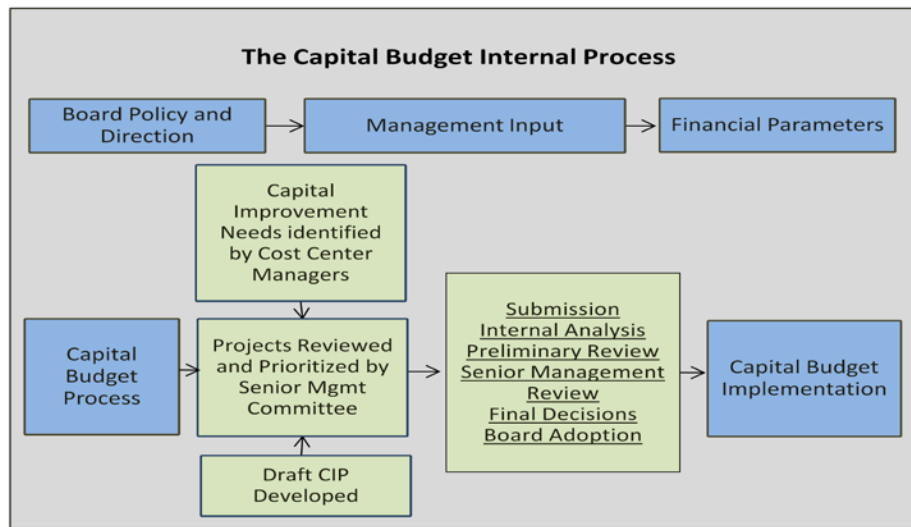 The Capital Budget Internal Process
Board Policy and
Direction
Management Input
Financial Parameters
Capital
Improvement
Needs identified
by Cost Center
Managers
Capital
Budget
Process
Projects Reviewed
and Prioritized by
Senior Mgmt
Committee
Submission
Internal Analysis
Preliminary Review
Senior Management
Review
Final Decisions
Board Adoption
Capital Budget
Implementation
Draft CIP
Developed